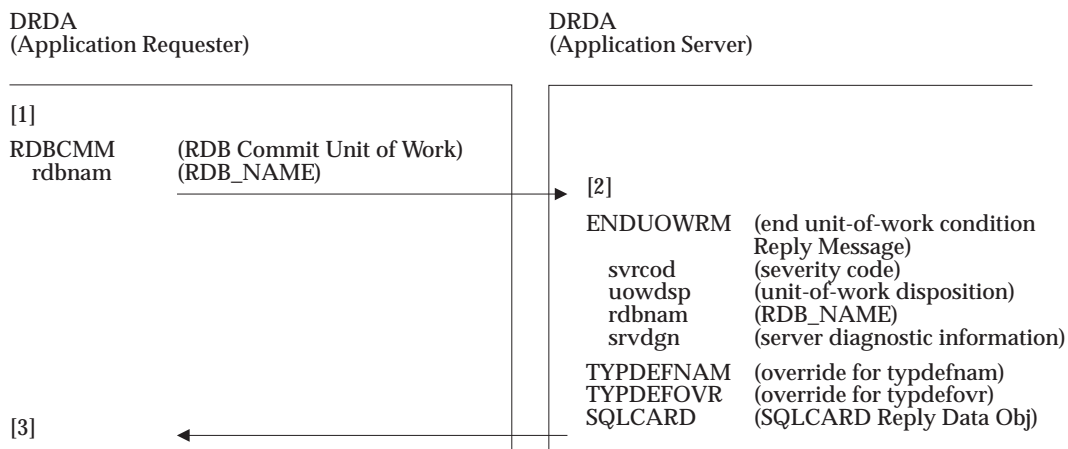 DRDA
(Application Requester)
DRDA
(Application Server)
[1]
RDBCMM (RDB Commit Unit of Work)
rdbnam (RDB_NAME)
[2]
ENDUOWRM (end unit-of-work condition
Reply Message)
svrcod (severity code)
uowdsp (unit-of-work disposition)
rdbnam (RDB_NAME)
srvdgn (server diagnostic information)
TYPDEFNAM (override for typdefnam)
TYPDEFOVR (override for typdefovr)
SQLCARD (SQLCARD Reply Data Obj)
[3]